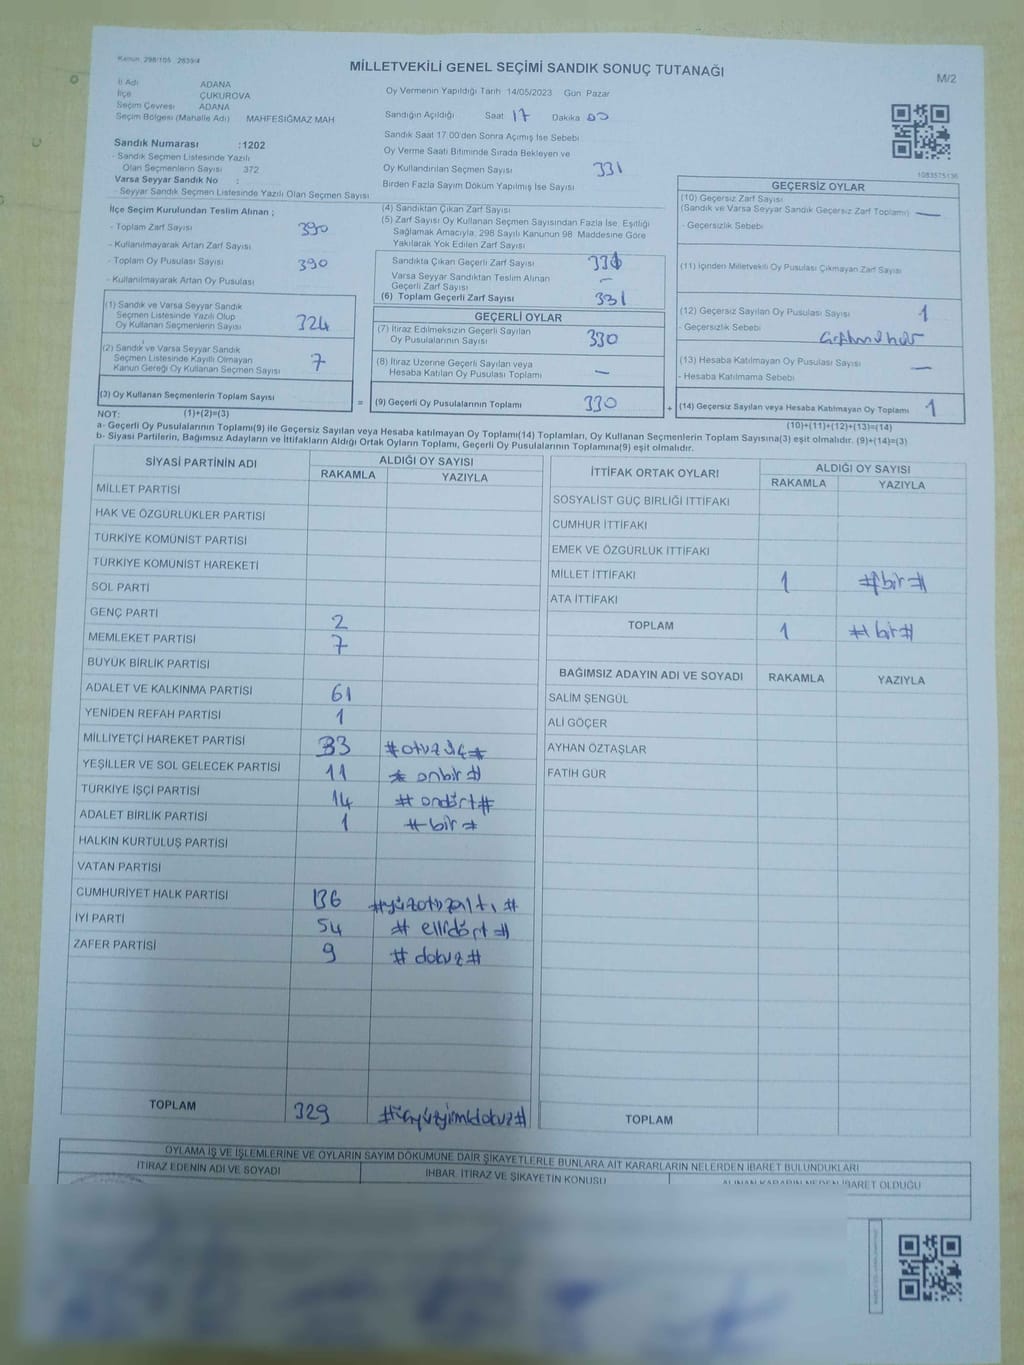 Kanun 298/105 2839/4
MİLLETVEKİLİ GENEL SEÇİMİ SANDIK SONUÇ TUTANAĞI
M/2
İl Adı ADANA
İlçe ÇUKUROVA
Seçim Çevresi ADANA
Seçim Bölgesi (Mahalle Adı) MAHFESIĞMAZ MAH
Sandık Numarası :1202
- Sandık Seçmen Listesinde Yazılı
Olan Seçmenlerin Sayısı 372
Varsa Seyyar Sandık No :
- Seyyar Sandık Seçmen Listesinde Yazılı Olan Seçmen Sayısı
Oy Vermenin Yapıldığı Tarih 14/05/2023 Gün Pazar
Sandığın Açıldığı Saat 17 Dakika 00
Sandık Saat 17.00'den Sonra Açımış İse Sebebi
Oy Verme Saati Bitiminde Sırada Bekleyen ve
Oy Kullandırılan Seçmen Sayısı 331
Birden Fazla Sayım Döküm Yapılmış İse Sayısı
1083575136
İlçe Seçim Kurulundan Teslim Alınan ;
- Toplam Zarf Sayısı 390
- Kullanılmayarak Artan Zarf Sayısı
- Toplam Oy Pusulası Sayısı 390
- Kullanılmayarak Artan Oy Pusulası
(1) Sandık ve Varsa Seyyar Sandık
Seçmen Listesinde Yazılı Olup
Oy Kullanan Seçmenlerin Sayısı 324
(2) Sandık ve Varsa Seyyar Sandık
Seçmen Listesinde Kayıtlı Olmayan
Kanun Gereği Oy Kullanan Seçmen Sayısı 7
(3) Oy Kullanan Seçmenlerin Toplam Sayısı
(1)+(2)=(3)
(4) Sandıktan Çıkan Zarf Sayısı
(5) Zarf Sayısı Oy Kullanan Seçmen Sayısından Fazla İse, Eşitliği
Sağlamak Amacıyla, 298 Sayılı Kanunun 98 Maddesine Göre
Yakılarak Yok Edilen Zarf Sayısı
Sandıkta Çıkan Geçerli Zarf Sayısı
Varsa Seyyar Sandıktan Teslim Alınan
Geçerli Zarf Sayısı –
(6) Toplam Geçerli Zarf Sayısı 331
GEÇERLİ OYLAR
(7) İtiraz Edilmeksizin Geçerli Sayılan
Oy Pusulalarının Sayısı 330
(8) İtiraz Üzerine Geçerli Sayılan veya
Hesaba Katılan Oy Pusulası Toplamı —
= (9) Geçerli Oy Pusulalarının Toplamı 330
GEÇERSİZ OYLAR
(10) Geçersiz Zarf Sayısı
(Sandık ve Varsa Seyyar Sandık Geçersiz Zarf Toplamı) —
- Geçersizlik Sebebi
(11) İçinden Milletvekili Oy Pusulası Çıkmayan Zarf Sayısı
(12) Geçersiz Sayılan Oy Pusulası Sayısı 1
- Geçersizlik Sebebi
(13) Hesaba Katılmayan Oy Pusulası Sayısı —
- Hesaba Katılmama Sebebi
+ (14) Geçersiz Sayılan veya Hesaba Katılmayan Oy Toplamı 1
(10)+(11)+(12)+(13)=(14)
NOT:
a- Geçerli Oy Pusulalarının Toplamı(9) ile Geçersiz Sayılan veya Hesaba katılmayan Oy Toplamı(14) Toplamları, Oy Kullanan Seçmenlerin Toplam Sayısına(3) eşit olmalıdır. (9)+(14)=(3)
b- Siyasi Partilerin, Bağımsız Adayların ve İttifakların Aldığı Ortak Oyların Toplamı, Geçerli Oy Pusulalarının Toplamına(9) eşit olmalıdır.
SİYASİ PARTİNİN ADI ALDIĞI OY SAYISI
RAKAMLA YAZIYLA
MİLLET PARTİSİ
HAK VE ÖZGÜRLÜKLER PARTİSİ
TÜRKİYE KOMÜNİST PARTİSİ
TÜRKİYE KOMÜNİST HAREKETİ
SOL PARTİ
GENÇ PARTİ 2
MEMLEKET PARTİSİ 7
BÜYÜK BİRLİK PARTİSİ
ADALET VE KALKINMA PARTİSİ 61
YENİDEN REFAH PARTİSİ 1
MİLLİYETÇİ HAREKET PARTİSİ 33 #otuzüç#
YEŞİLLER VE SOL GELECEK PARTİSİ 11 # onbir #
TÜRKİYE İŞÇİ PARTİSİ 14 # ondört #
ADALET BİRLİK PARTİSİ 1 # bir #
HALKIN KURTULUŞ PARTİSİ
VATAN PARTİSİ
CUMHURİYET HALK PARTİSİ 136 #yüzotuzaltı #
İYİ PARTİ 54 # ellidört #
ZAFER PARTİSİ 9 # dokuz #
TOPLAM 329 #üçyüzyirmidokuz#
İTTİFAK ORTAK OYLARI ALDIĞI OY SAYISI
RAKAMLA YAZIYLA
SOSYALİST GÜÇ BİRLİĞİ İTTİFAKI
CUMHUR İTTİFAKI
EMEK VE ÖZGÜRLÜK İTTİFAKI
MİLLET İTTİFAKI 1 #bir#
ATA İTTİFAKI
TOPLAM 1 #bir#
BAĞIMSIZ ADAYIN ADI VE SOYADI RAKAMLA YAZIYLA
SALİM ŞENGÜL
ALİ GÖÇER
AYHAN ÖZTAŞLAR
FATİH GÜR
TOPLAM
OYLAMA İŞ VE İŞLEMLERİNE VE OYLARIN SAYIM DÖKÜMÜNE DAİR ŞİKAYETLERLE BUNLARA AİT KARARLARIN NELERDEN İBARET BULUNDUKLARI
İTİRAZ EDENİN ADI VE SOYADI
İHBAR, İTİRAZ VE ŞİKAYETİN KONUSU
ALINAN KARARIN NEDEN İBARET OLDUĞU